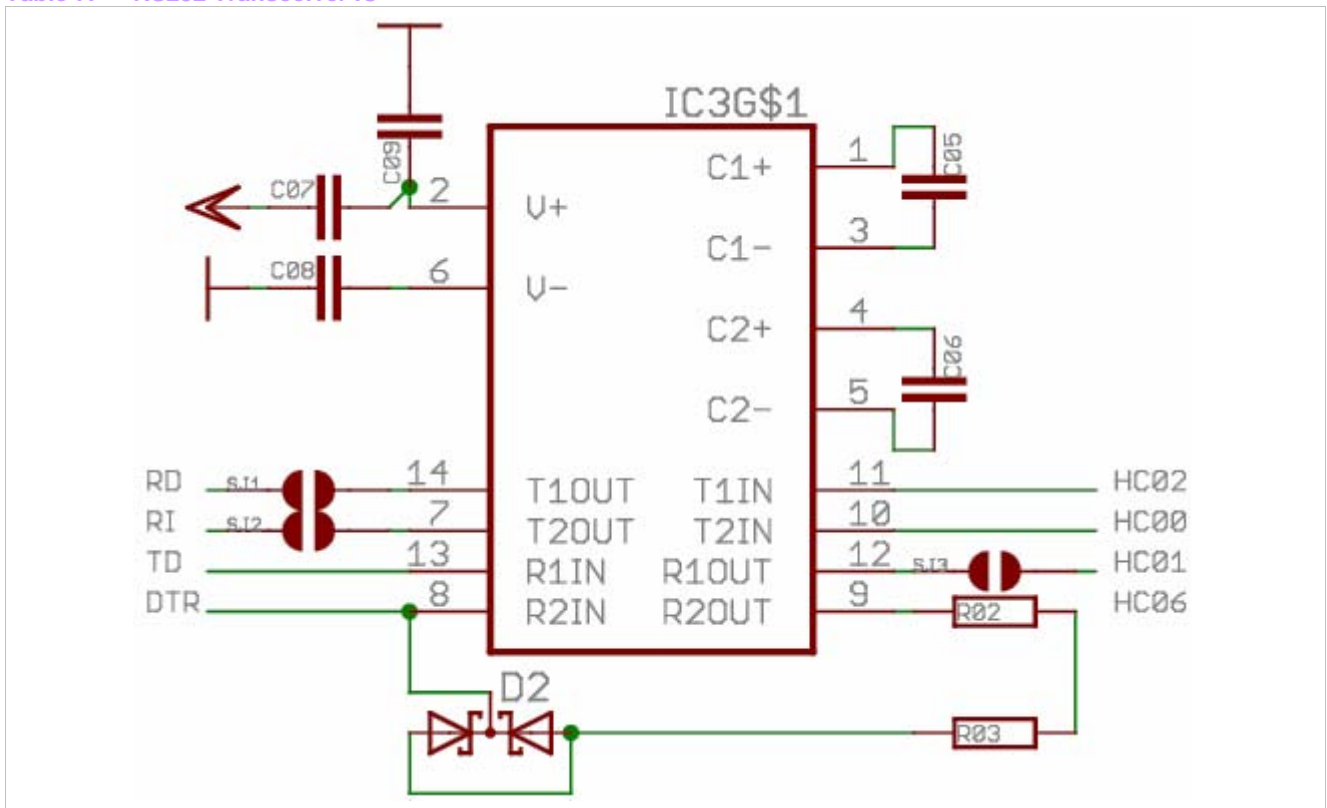 IC3G$1
C09
C07
2
V+
C08
6
V-
C1+
1
C05
C1-
3
C2+
4
C06
C2-
5
RD
SJ1
14
T1OUT
T1IN
11
HC02
RI
SJ2
7
T2OUT
T2IN
10
HC00
TD
13
R1IN
R1OUT
12
SJ3
HC01
DTR
8
R2IN
R2OUT
9
R02
HC06
D2
R03